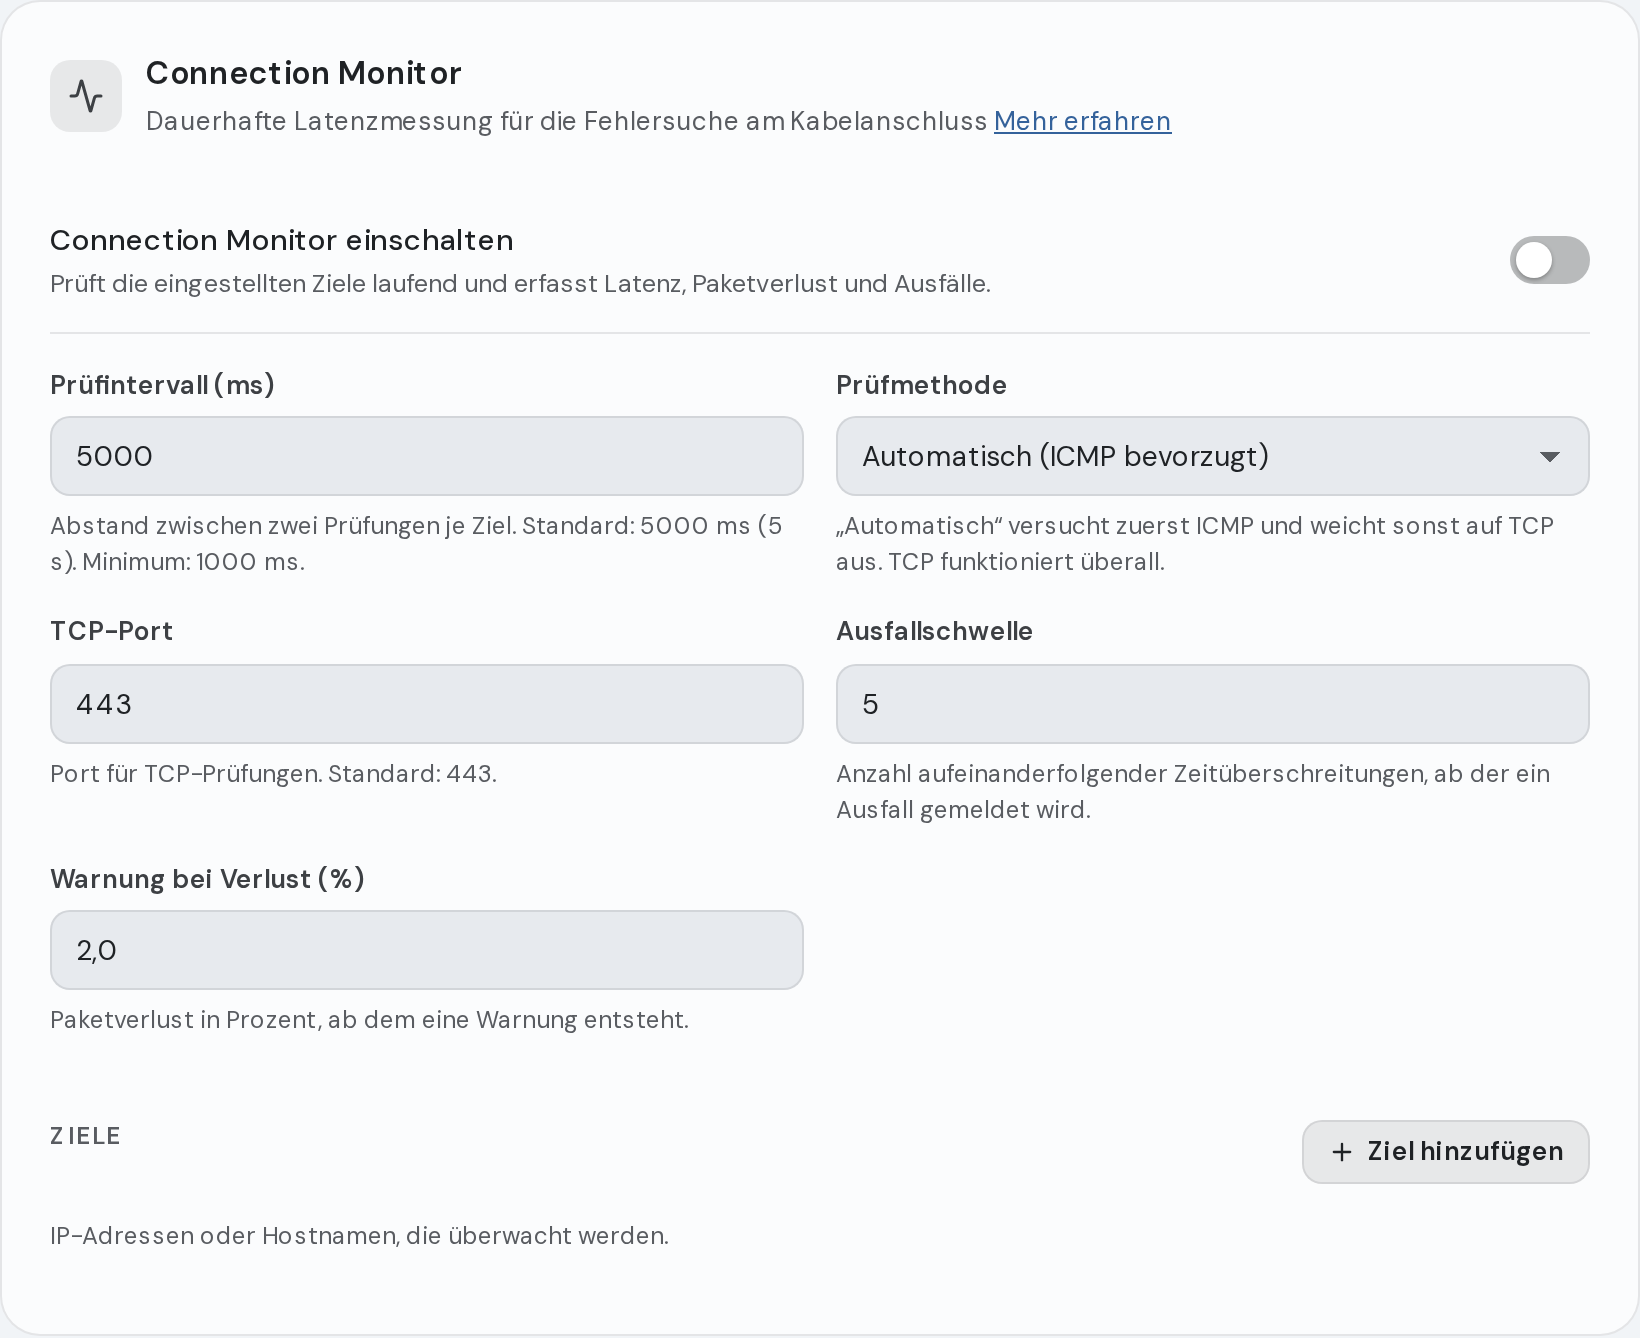 Connection Monitor
Dauerhafte Latenzmessung für die Fehlersuche am Kabelanschluss Mehr erfahren
Connection Monitor einschalten
Prüft die eingestellten Ziele laufend und erfasst Latenz, Paketverlust und Ausfälle.
Prüfintervall (ms)
5000
Abstand zwischen zwei Prüfungen je Ziel. Standard: 5000 ms (5
s). Minimum: 1000 ms.
Prüfmethode
Automatisch (ICMP bevorzugt)
„Automatisch“ versucht zuerst ICMP und weicht sonst auf TCP
aus. TCP funktioniert überall.
TCP-Port
443
Port für TCP-Prüfungen. Standard: 443.
Ausfallschwelle
5
Anzahl aufeinanderfolgender Zeitüberschreitungen, ab der ein
Ausfall gemeldet wird.
Warnung bei Verlust (%)
2,0
Paketverlust in Prozent, ab dem eine Warnung entsteht.
ZIELE
+ Ziel hinzufügen
IP-Adressen oder Hostnamen, die überwacht werden.